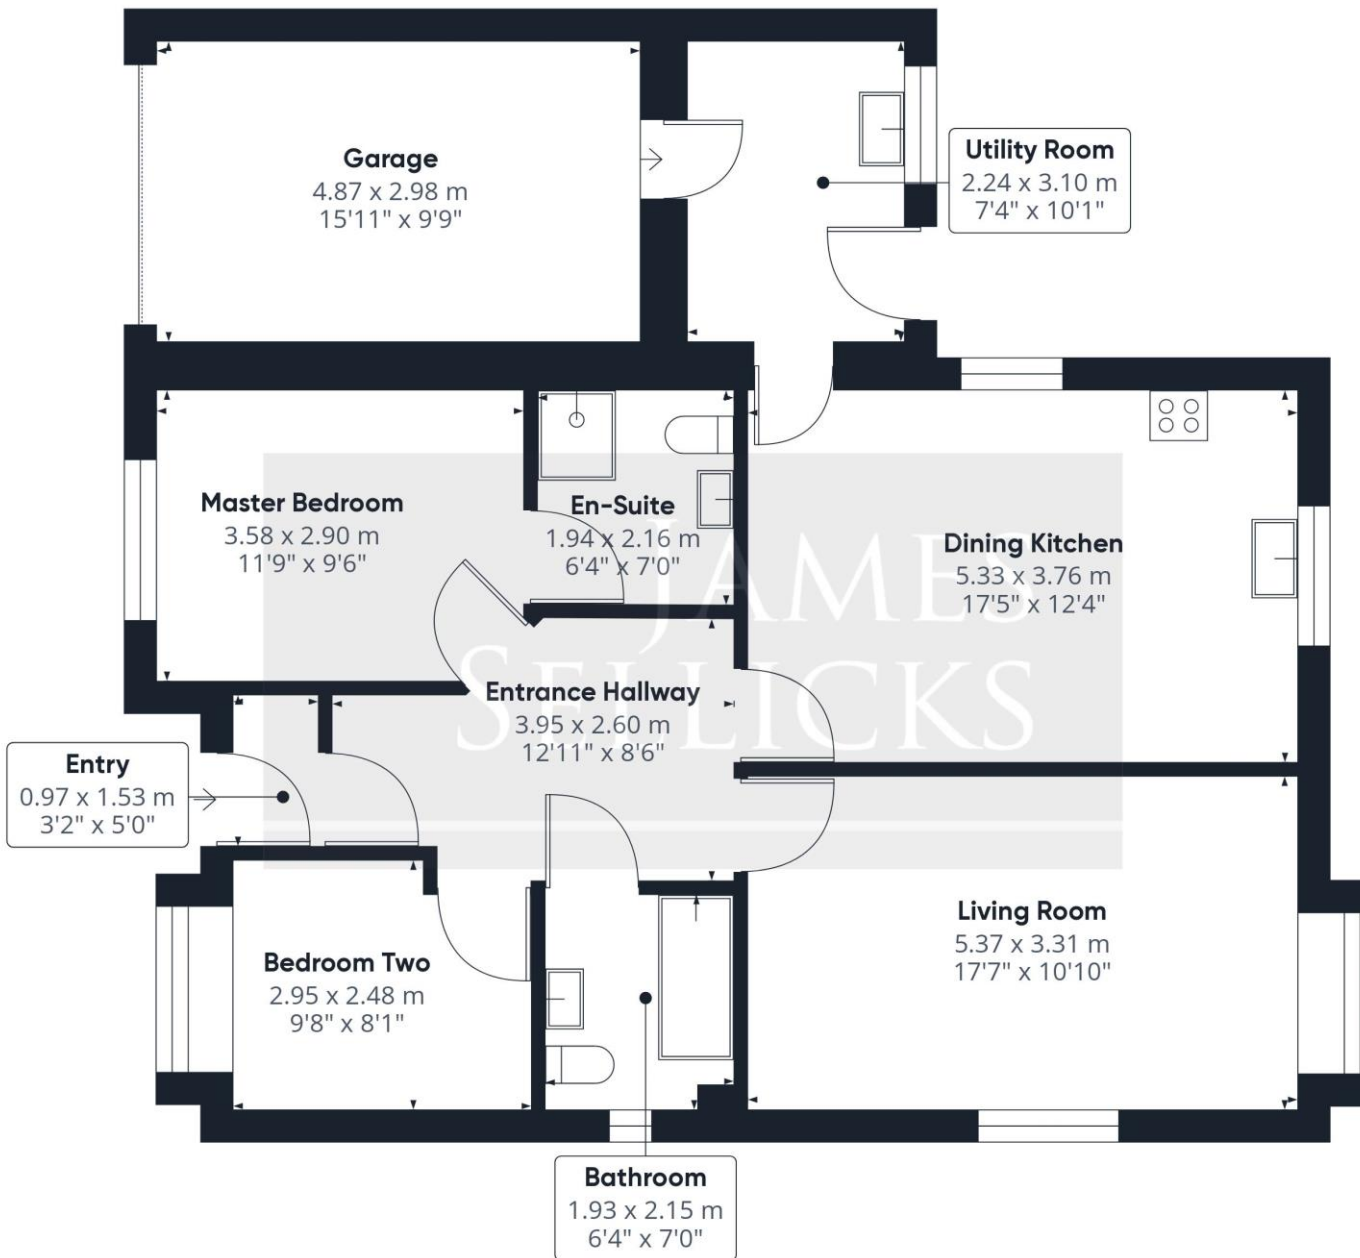 Garage
4.87 x 2.98 m
15'11" x 9'9"
Utility Room
2.24 x 3.10 m
7'4" x 10'1"
Master Bedroom
3.58 x 2.90 m
11'9" x 9'6"
En-Suite
1.94 x 2.16 m
6'4" x 7'0"
Dining Kitchen
5.33 x 3.76 m
17'5" x 12'4"
JAMES
SELLICKS
Entrance Hallway
3.95 x 2.60 m
12'11" x 8'6"
Entry
0.97 x 1.53 m
3'2" x 5'0"
Living Room
5.37 x 3.31 m
17'7" x 10'10"
Bedroom Two
2.95 x 2.48 m
9'8" x 8'1"
Bathroom
1.93 x 2.15 m
6'4" x 7'0"